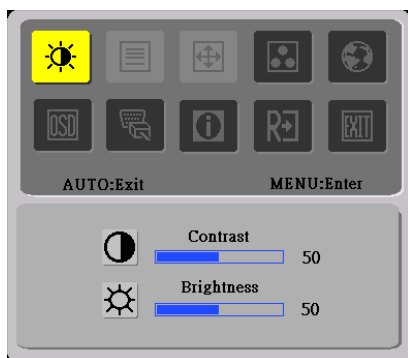 OSD R EXIT
AUTO:Exit MENU:Enter
Contrast
50
Brightness
50